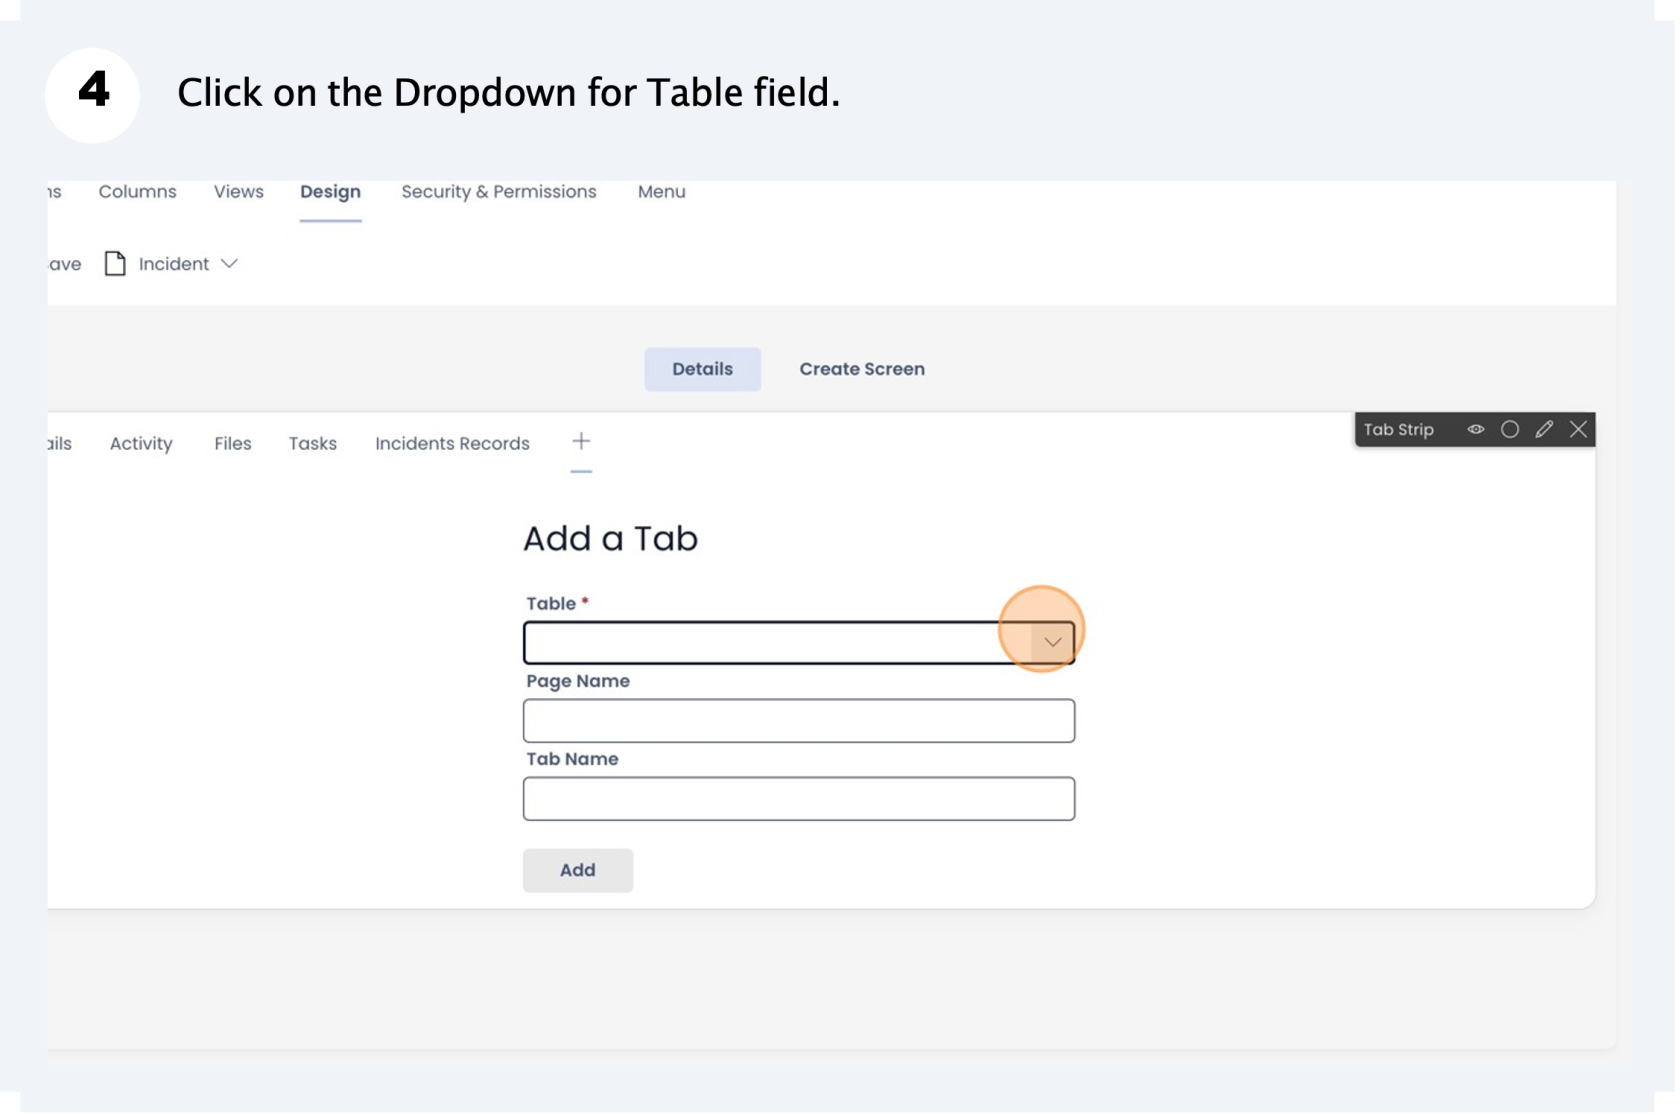 4 Click on the Dropdown for Table field.
ns Columns Views Design Security & Permissions Menu
ave Incident
Details Create Screen
ails Activity Files Tasks Incidents Records +
Tab Strip
Add a Tab
Table *
Page Name
Tab Name
Add